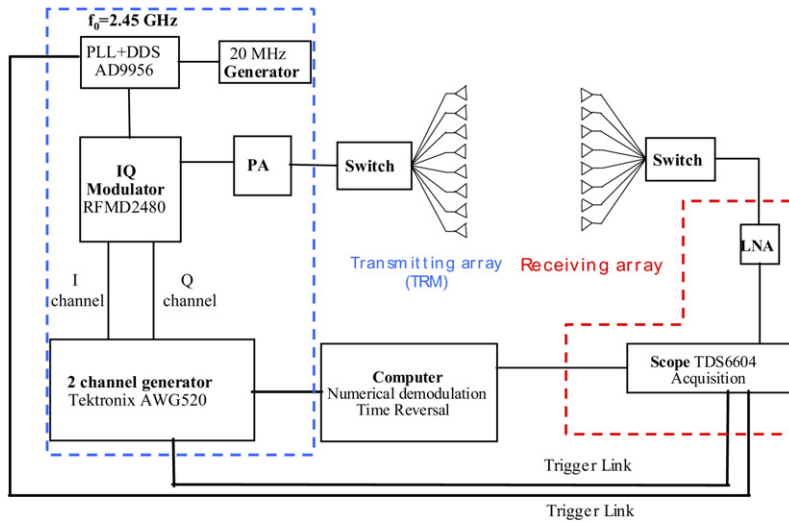 f0=2.45 GHz
PLL+DDS
AD9956
20 MHz
Generator
IQ
Modulator
RFMD2480
PA
Switch
Switch
LNA
Transmitting array
(TRM)
Receiving array
I
channel
Q
channel
2 channel generator
Tektronix AWG520
Computer
Numerical demodulation
Time Reversal
Scope TDS6604
Acquisition
Trigger Link
Trigger Link